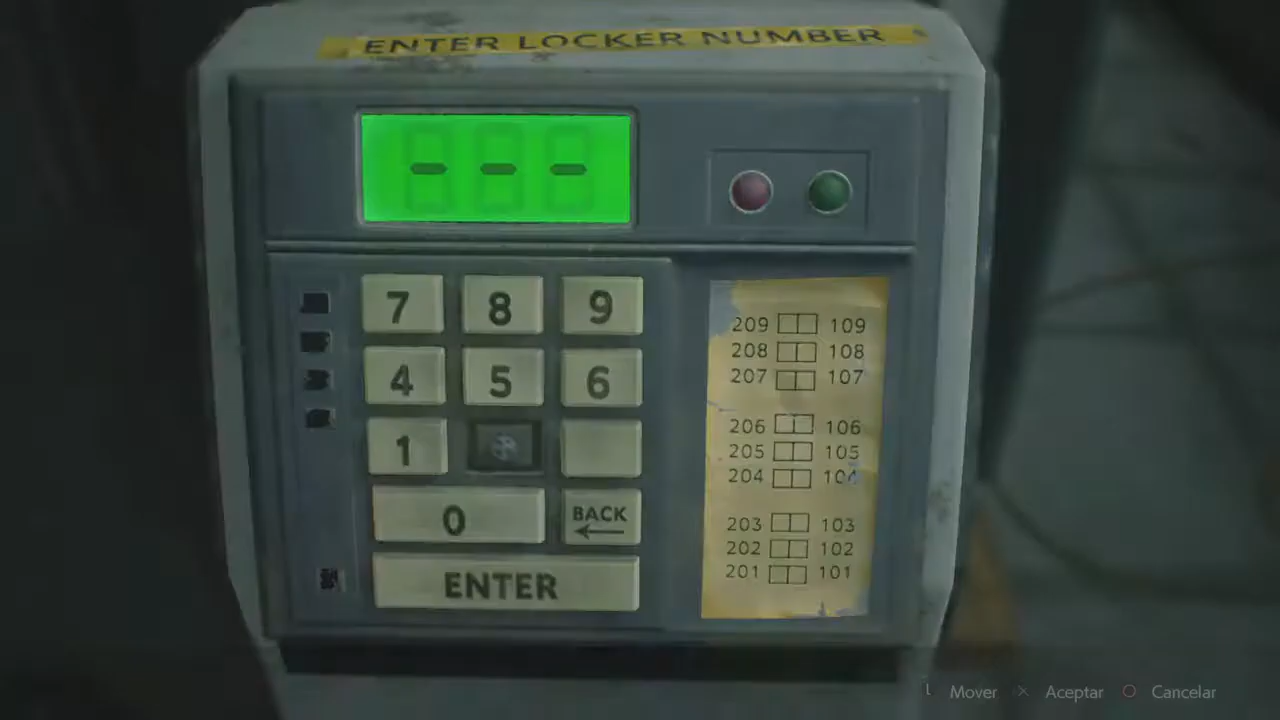 ENTER LOCKER NUMBER
---
7 8 9
4 5 6
1
0 BACK
ENTER
209 109
208 108
207 107
206 106
205 105
204 104
203 103
202 102
201 101
L Mover Aceptar Cancelar